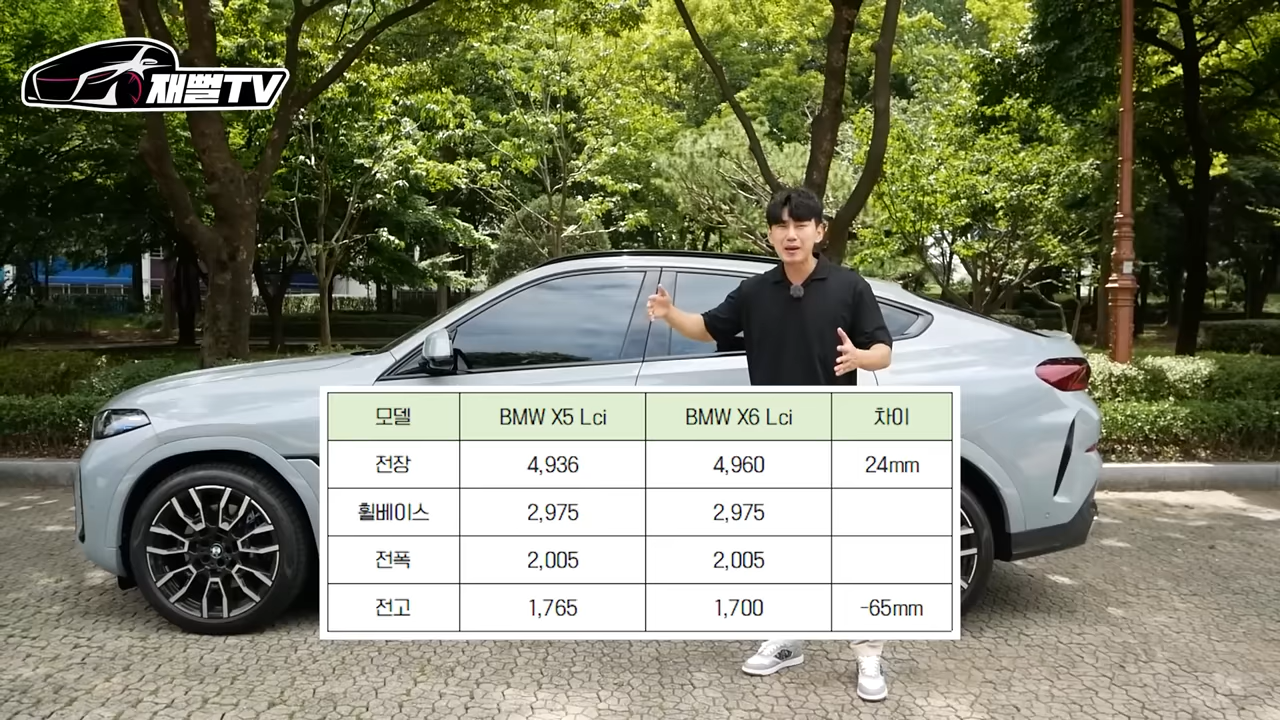 재뻘TV
모델 BMW X5 Lci BMW X6 Lci 차이
전장 4,936 4,960 24mm
휠베이스 2,975 2,975
전폭 2,005 2,005
전고 1,765 1,700 -65mm